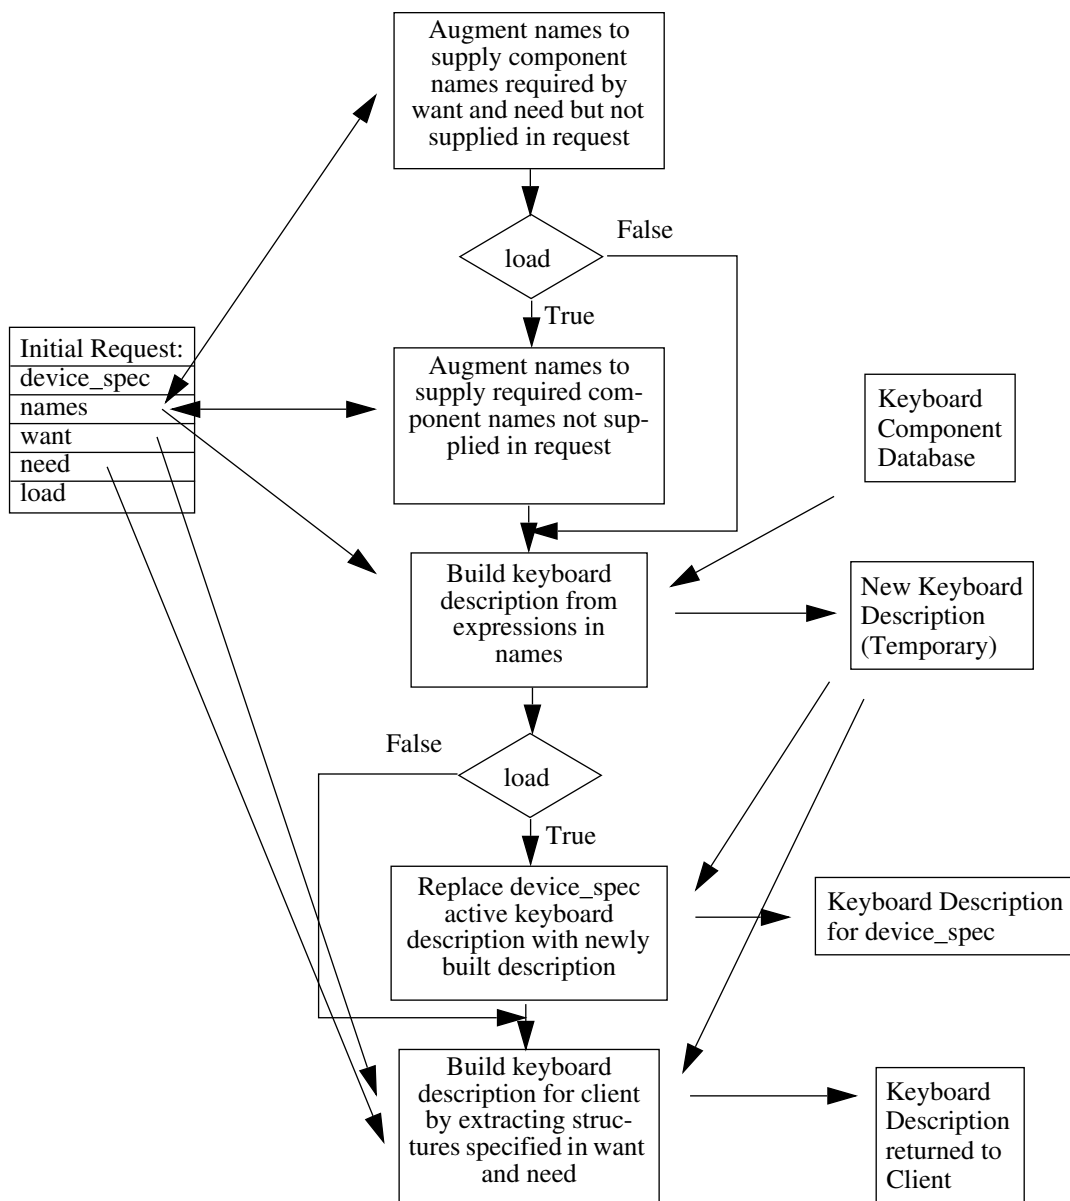 Augment names to
supply component
names required by
want and need but not
supplied in request
False
load
True
Initial Request:
device_spec
names
want
need
load
Augment names to
supply required com-
ponent names not sup-
plied in request
Keyboard
Component
Database
Build keyboard
description from
expressions in
names
New Keyboard
Description
(Temporary)
False
load
True
Replace device_spec
active keyboard
description with newly
built description
Keyboard Description
for device_spec
Build keyboard
description for client
by extracting struc-
tures specified in want
and need
Keyboard
Description
returned to
Client